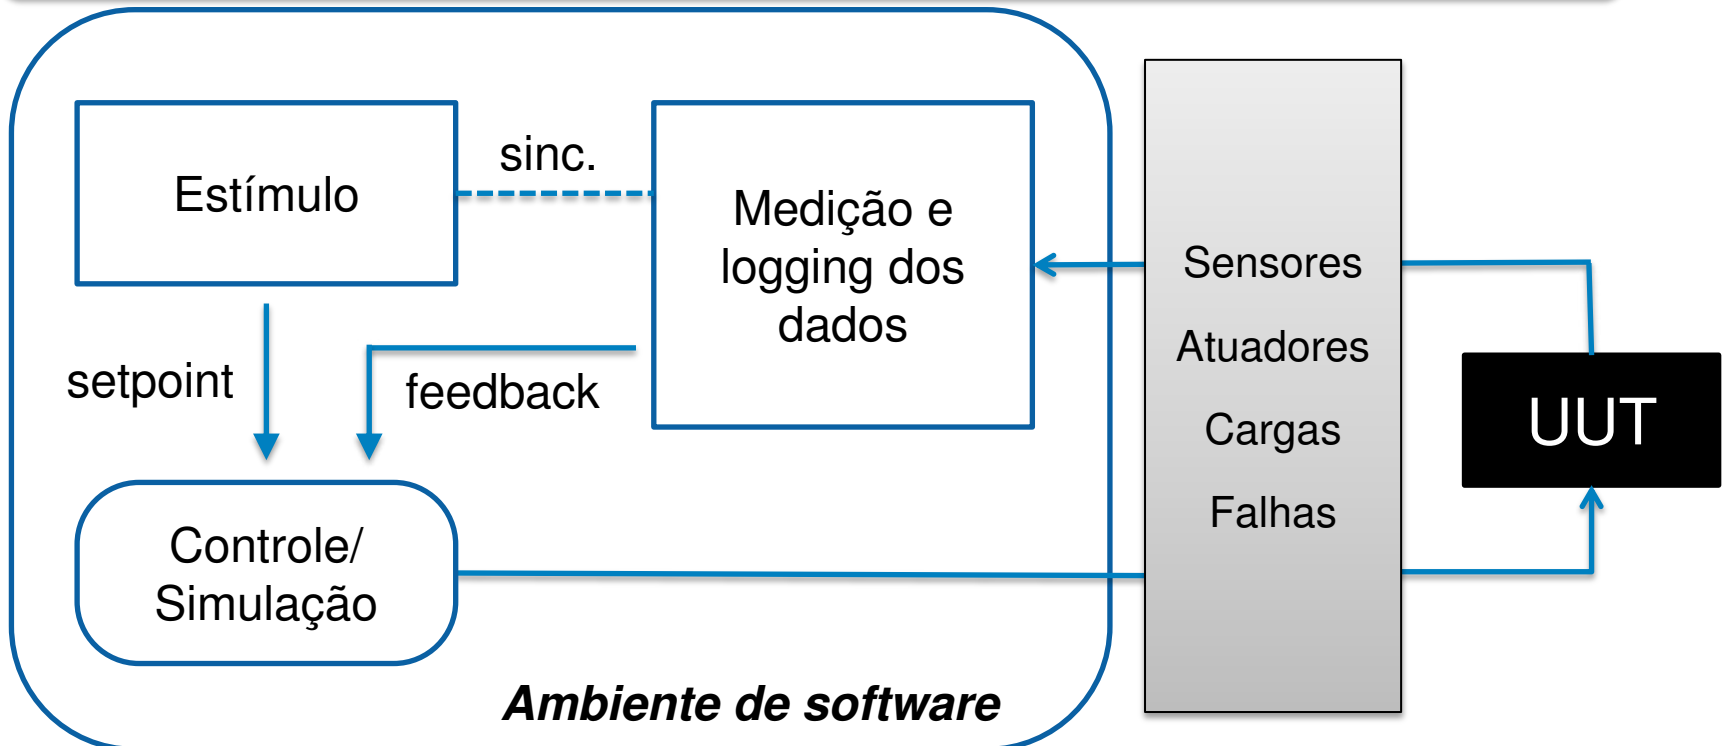 Estímulo
sinc.
Medição e
logging dos
dados
setpoint
feedback
Controle/
Simulação
Ambiente de software
Sensores
Atuadores
Cargas
Falhas
UUT